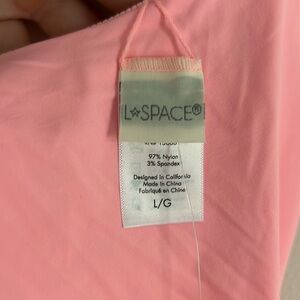 L*SPACE®
97% Nylon
3% Spandex
Designed in California
Made in China
Fabriqué en Chine
L/G